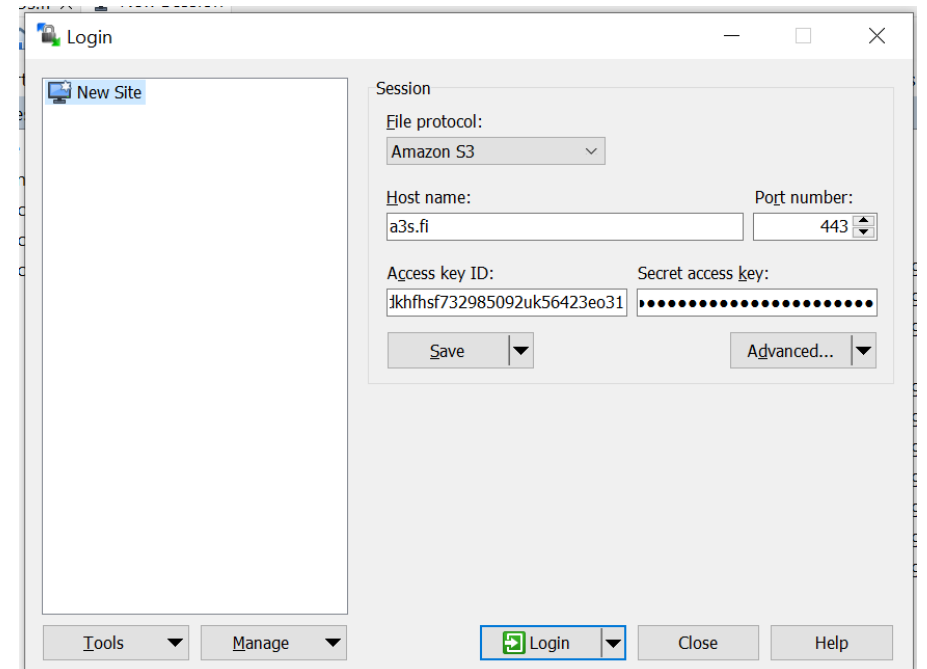 Login
New Site
Session
File protocol:
Amazon S3
Host name:
Port number:
a3s.fi
443
Access key ID:
Secret access key:
khfhsf732985092uk56423eo31
Save
Advanced...
Tools
Manage
Login
Close
Help